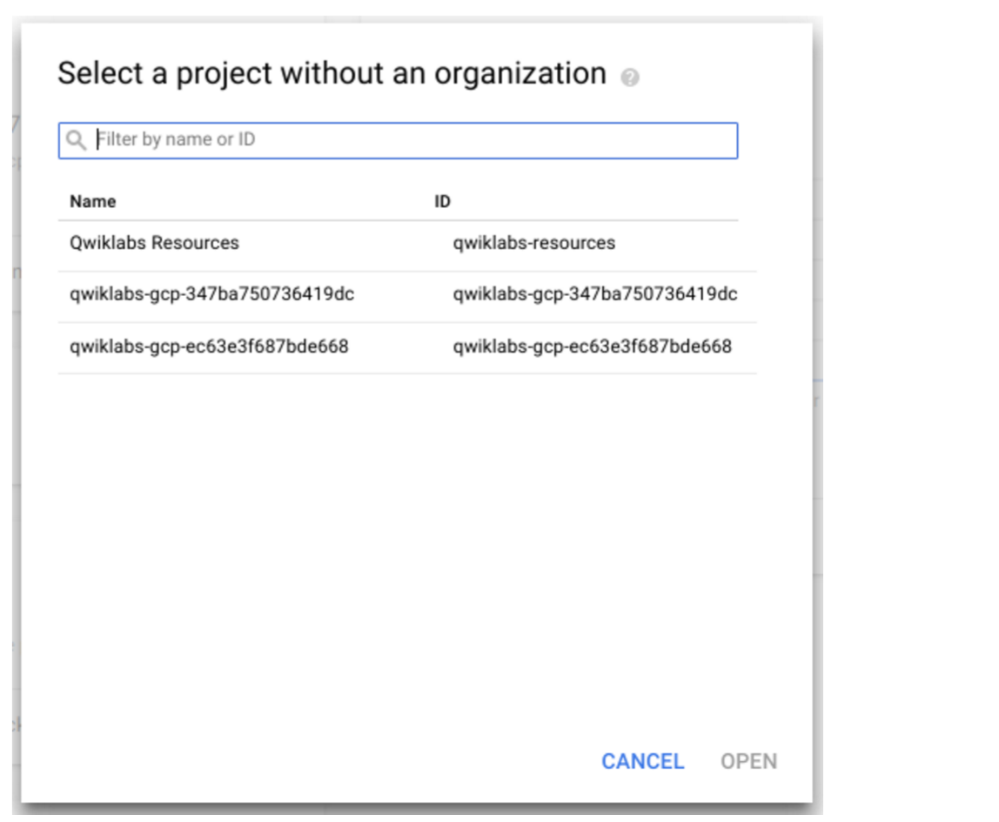 Select a project without an organization
Filter by name or ID
Name ID
Qwiklabs Resources qwiklabs-resources
qwiklabs-gcp-347ba750736419dc qwiklabs-gcp-347ba750736419dc
qwiklabs-gcp-ec63e3f687bde668 qwiklabs-gcp-ec63e3f687bde668
CANCEL OPEN